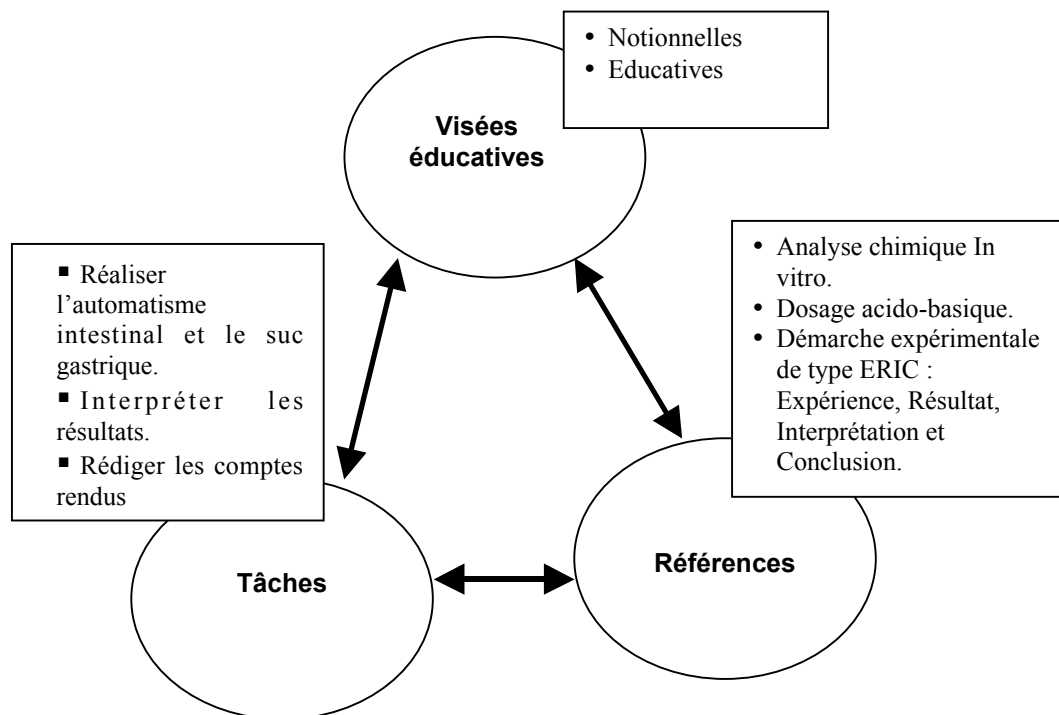 • Notionnelles
• Educatives
Visées
éducatives
▪ Réaliser
l’automatisme
intestinal et le suc
gastrique.
▪ Interpréter les
résultats.
▪ Rédiger les comptes
rendus
• Analyse chimique In
vitro.
• Dosage acido-basique.
• Démarche expérimentale
de type ERIC :
Expérience, Résultat,
Interprétation et
Conclusion.
Tâches
Références